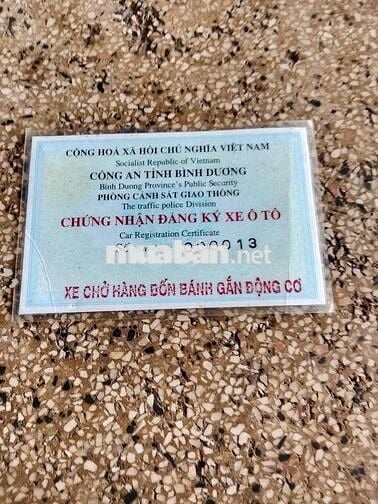 CỘNG HOÀ XÃ HỘI CHỦ NGHĨA VIỆT NAM
Socialist Republic of Vietnam
CÔNG AN TỈNH BÌNH DƯƠNG
Binh Duong Province's Public Security
PHÒNG CẢNH SÁT GIAO THÔNG
The traffic police Division
CHỨNG NHẬN ĐĂNG KÝ XE Ô TÔ
Car Registration Certificate
Số 000013
muaban.net
XE CHỞ HÀNG BỐN BÁNH GẮN ĐỘNG CƠ